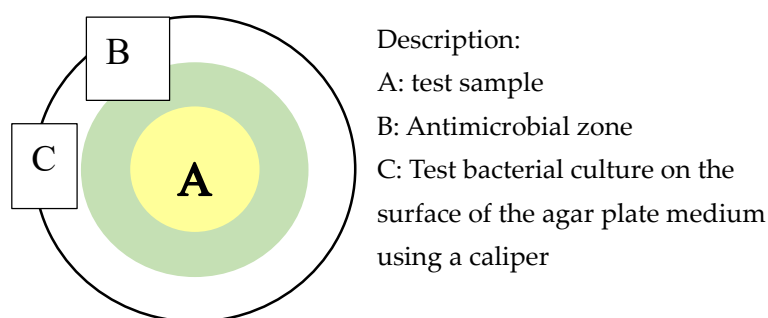 B
C
A
Description:
A: test sample
B: Antimicrobial zone
C: Test bacterial culture on the
surface of the agar plate medium
using a caliper